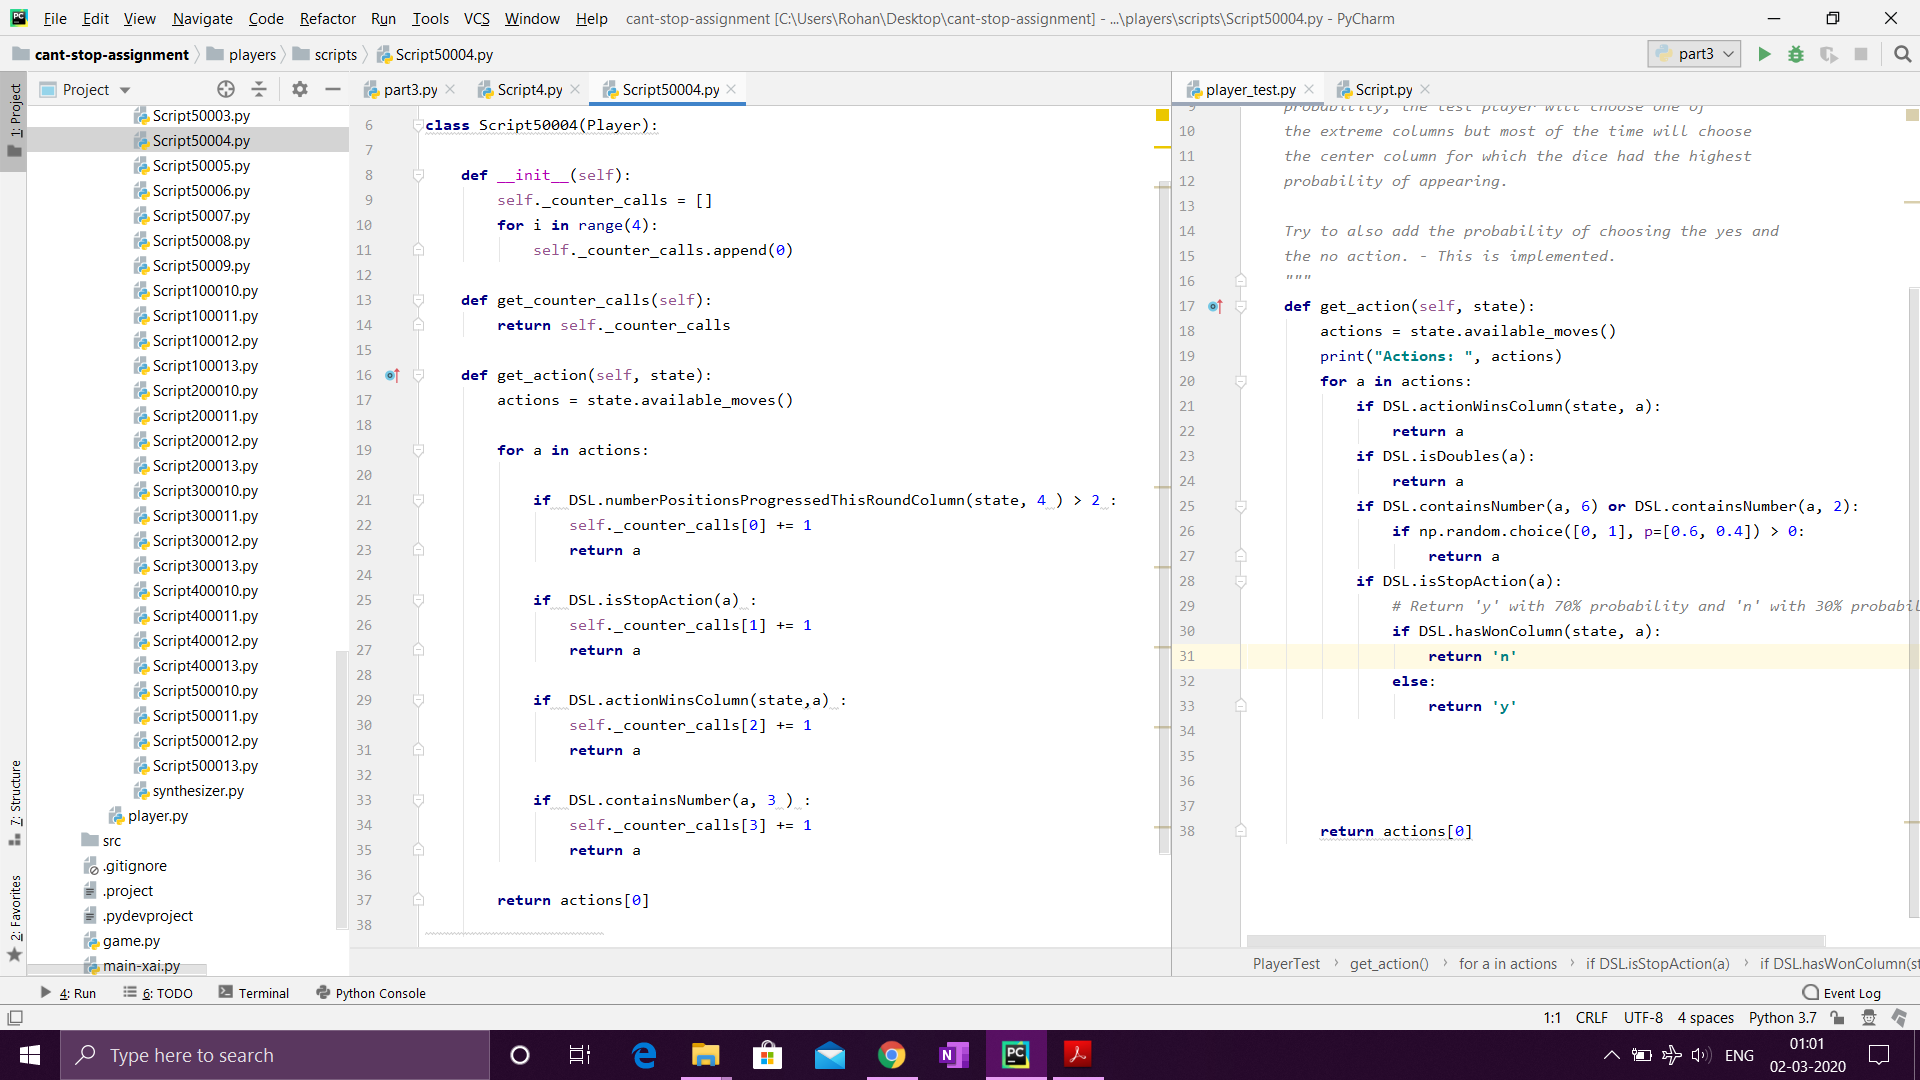 File Edit View Navigate Code Refactor Run Tools VCS Window Help cant-stop-assignment [C:\Users\Rohan\Desktop\cant-stop-assignment] - ...\players\scripts\Script50004.py - PyCharm
cant-stop-assignment players scripts Script50004.py part3
1: Project
Project
Script50003.py
Script50004.py
Script50005.py
Script50006.py
Script50007.py
Script50008.py
Script50009.py
Script100010.py
Script100011.py
Script100012.py
Script100013.py
Script200010.py
Script200011.py
Script200012.py
Script200013.py
Script300010.py
Script300011.py
Script300012.py
Script300013.py
Script400010.py
Script400011.py
Script400012.py
Script400013.py
Script500010.py
Script500011.py
Script500012.py
Script500013.py
synthesizer.py
player.py
src
.gitignore
.project
.pydevproject
game.py
main-xai.py
7: Structure
2: Favorites
part3.py Script4.py Script50004.py
6 class Script50004(Player):
7
8 def __init__(self):
9 self._counter_calls = []
10 for i in range(4):
11 self._counter_calls.append(0)
12
13 def get_counter_calls(self):
14 return self._counter_calls
15
16 def get_action(self, state):
17 actions = state.available_moves()
18
19 for a in actions:
20
21 if DSL.numberPositionsProgressedThisRoundColumn(state, 4 ) > 2 :
22 self._counter_calls[0] += 1
23 return a
24
25 if DSL.isStopAction(a) :
26 self._counter_calls[1] += 1
27 return a
28
29 if DSL.actionWinsColumn(state,a) :
30 self._counter_calls[2] += 1
31 return a
32
33 if DSL.containsNumber(a, 3 ) :
34 self._counter_calls[3] += 1
35 return a
36
37 return actions[0]
38
player_test.py Script.py
9 probability, the test player will choose one of
10 the extreme columns but most of the time will choose
11 the center column for which the dice had the highest
12 probability of appearing.
13
14 Try to also add the probability of choosing the yes and
15 the no action. - This is implemented.
16 """
17 def get_action(self, state):
18 actions = state.available_moves()
19 print("Actions: ", actions)
20 for a in actions:
21 if DSL.actionWinsColumn(state, a):
22 return a
23 if DSL.isDoubles(a):
24 return a
25 if DSL.containsNumber(a, 6) or DSL.containsNumber(a, 2):
26 if np.random.choice([0, 1], p=[0.6, 0.4]) > 0:
27 return a
28 if DSL.isStopAction(a):
29 # Return 'y' with 70% probability and 'n' with 30% probabil
30 if DSL.hasWonColumn(state, a):
31 return 'n'
32 else:
33 return 'y'
34
35
36
37
38 return actions[0]
PlayerTest get_action() for a in actions if DSL.isStopAction(a) if DSL.hasWonColumn(st
4: Run 6: TODO Terminal Python Console Event Log
1:1 CRLF UTF-8 4 spaces Python 3.7
Type here to search
ENG
01:01
02-03-2020